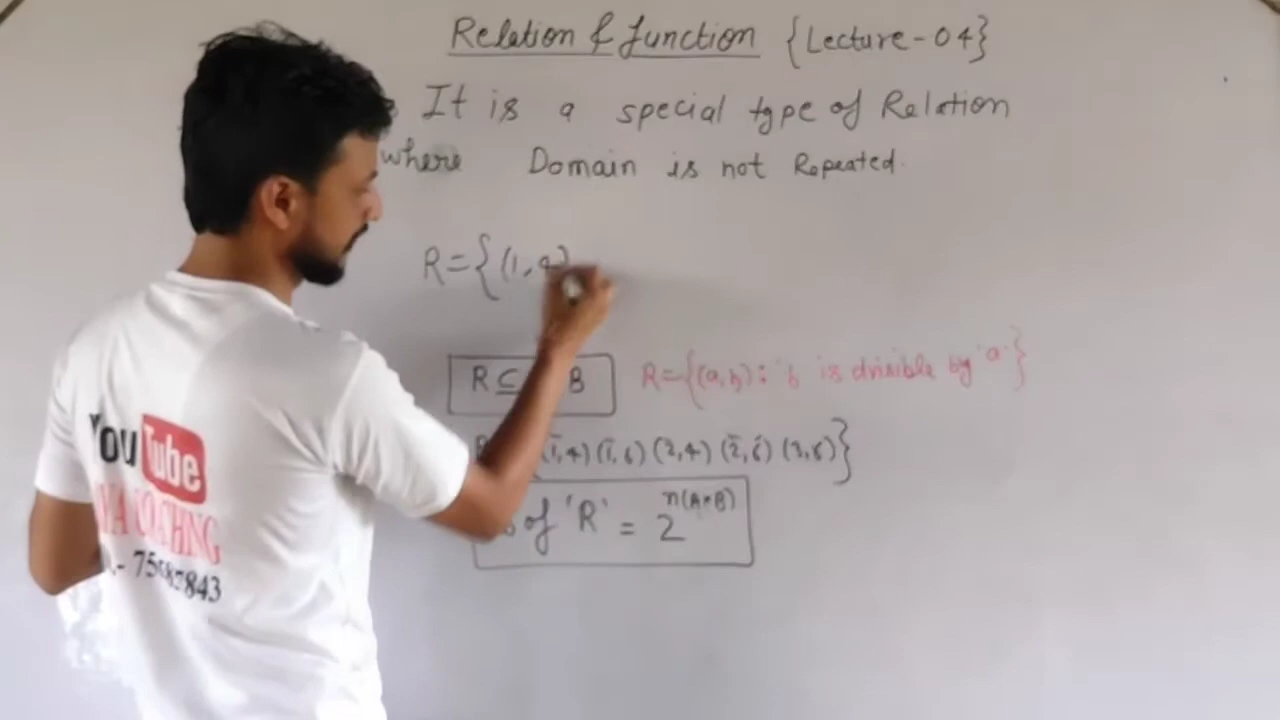 Relation & function {Lecture-04}
It is a special type of Relation
where Domain is not Repeated.
R={(1,4)
R ⊆ B
R={(a,b): 'b' is divisible by 'a'}
(1,4) (1,6) (2,4) (2,6) (3,6)}
of 'R' = 2^n(A×B)
YouTube